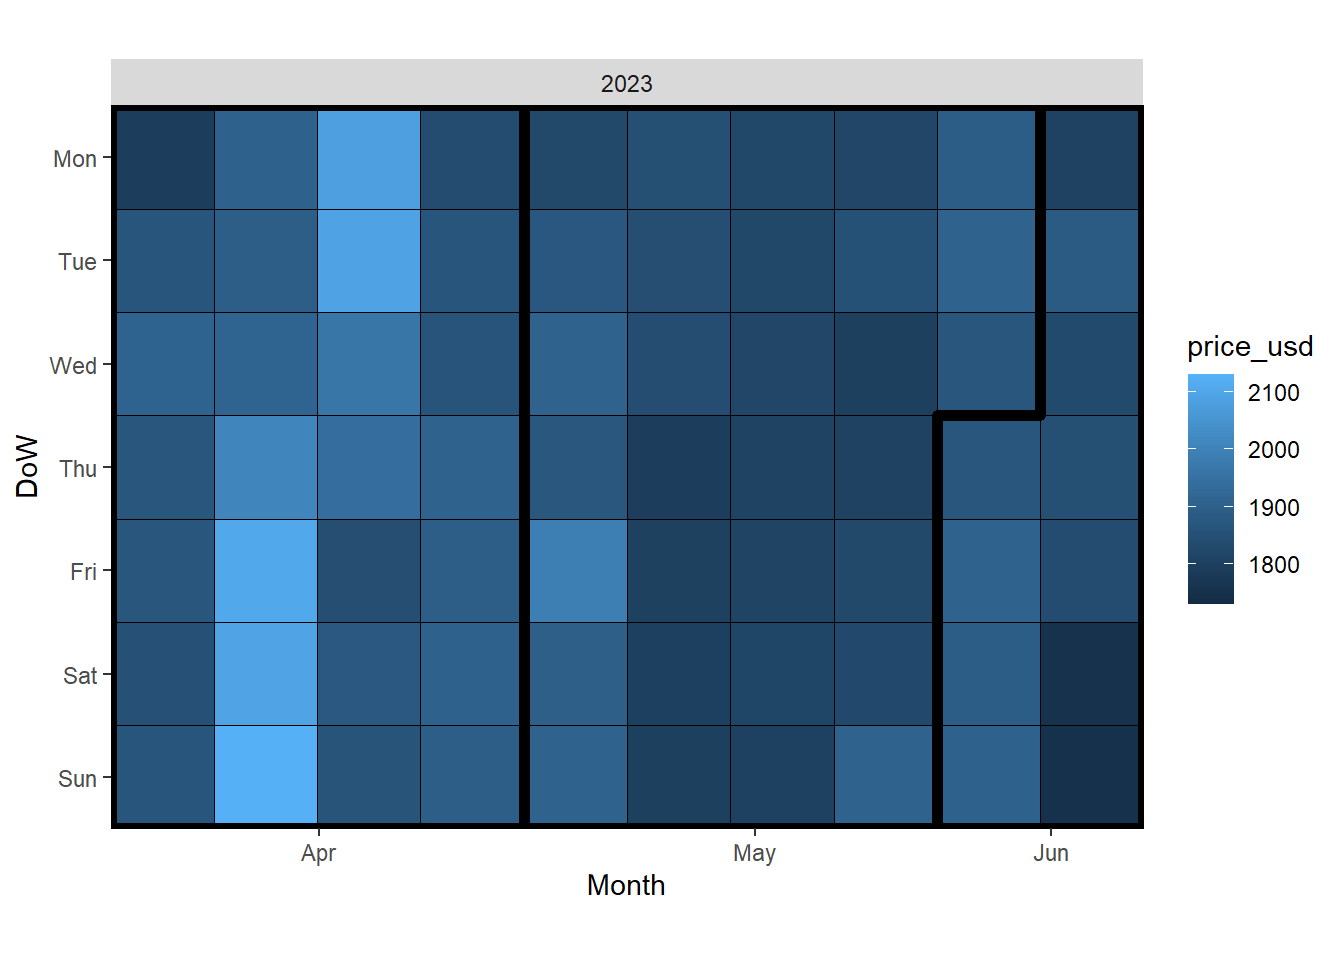 2023
Mon
Tue
Wed
Thu
Fri
Sat
Sun
DoW
Apr
May
Jun
Month
price_usd
2100
2000
1900
1800